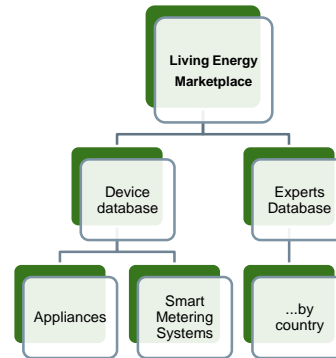 Living Energy
Marketplace
Device
database
Experts
Database
Appliances
Smart
Metering
Systems
...by
country